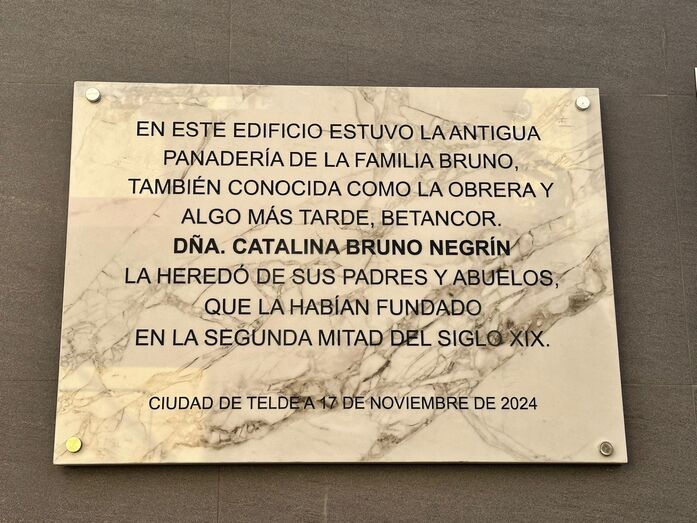 EN ESTE EDIFICIO ESTUVO LA ANTIGUA
PANADERÍA DE LA FAMILIA BRUNO,
TAMBIÉN CONOCIDA COMO LA OBRERA Y
ALGO MÁS TARDE, BETANCOR.
DÑA. CATALINA BRUNO NEGRÍN
LA HEREDÓ DE SUS PADRES Y ABUELOS,
QUE LA HABÍAN FUNDADO
EN LA SEGUNDA MITAD DEL SIGLO XIX.
CIUDAD DE TELDE A 17 DE NOVIEMBRE DE 2024